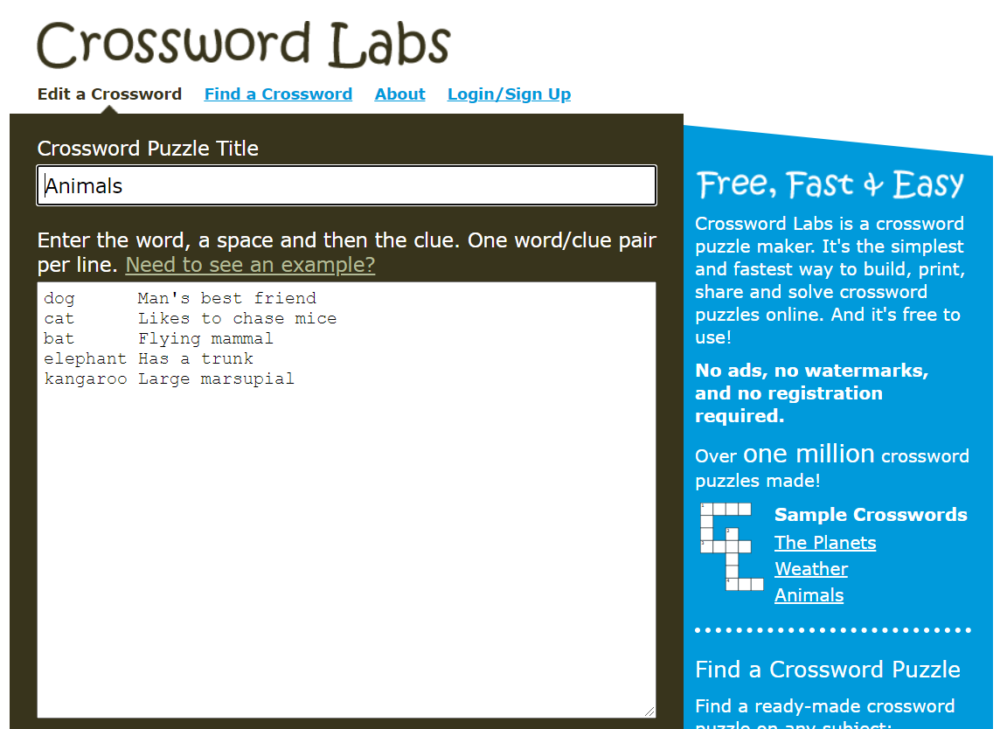 Crossword Labs
Edit a Crossword Find a Crossword About Login/Sign Up
Crossword Puzzle Title
Animals
Enter the word, a space and then the clue. One word/clue pair
per line. Need to see an example?
dog Man's best friend
cat Likes to chase mice
bat Flying mammal
elephant Has a trunk
kangaroo Large marsupial
Free, Fast & Easy
Crossword Labs is a crossword
puzzle maker. It's the simplest
and fastest way to build, print,
share and solve crossword
puzzles online. And it's free to
use!
No ads, no watermarks,
and no registration
required.
Over one million crossword
puzzles made!
Sample Crosswords
The Planets
Weather
Animals
Find a Crossword Puzzle
Find a ready-made crossword
puzzle on any subject: